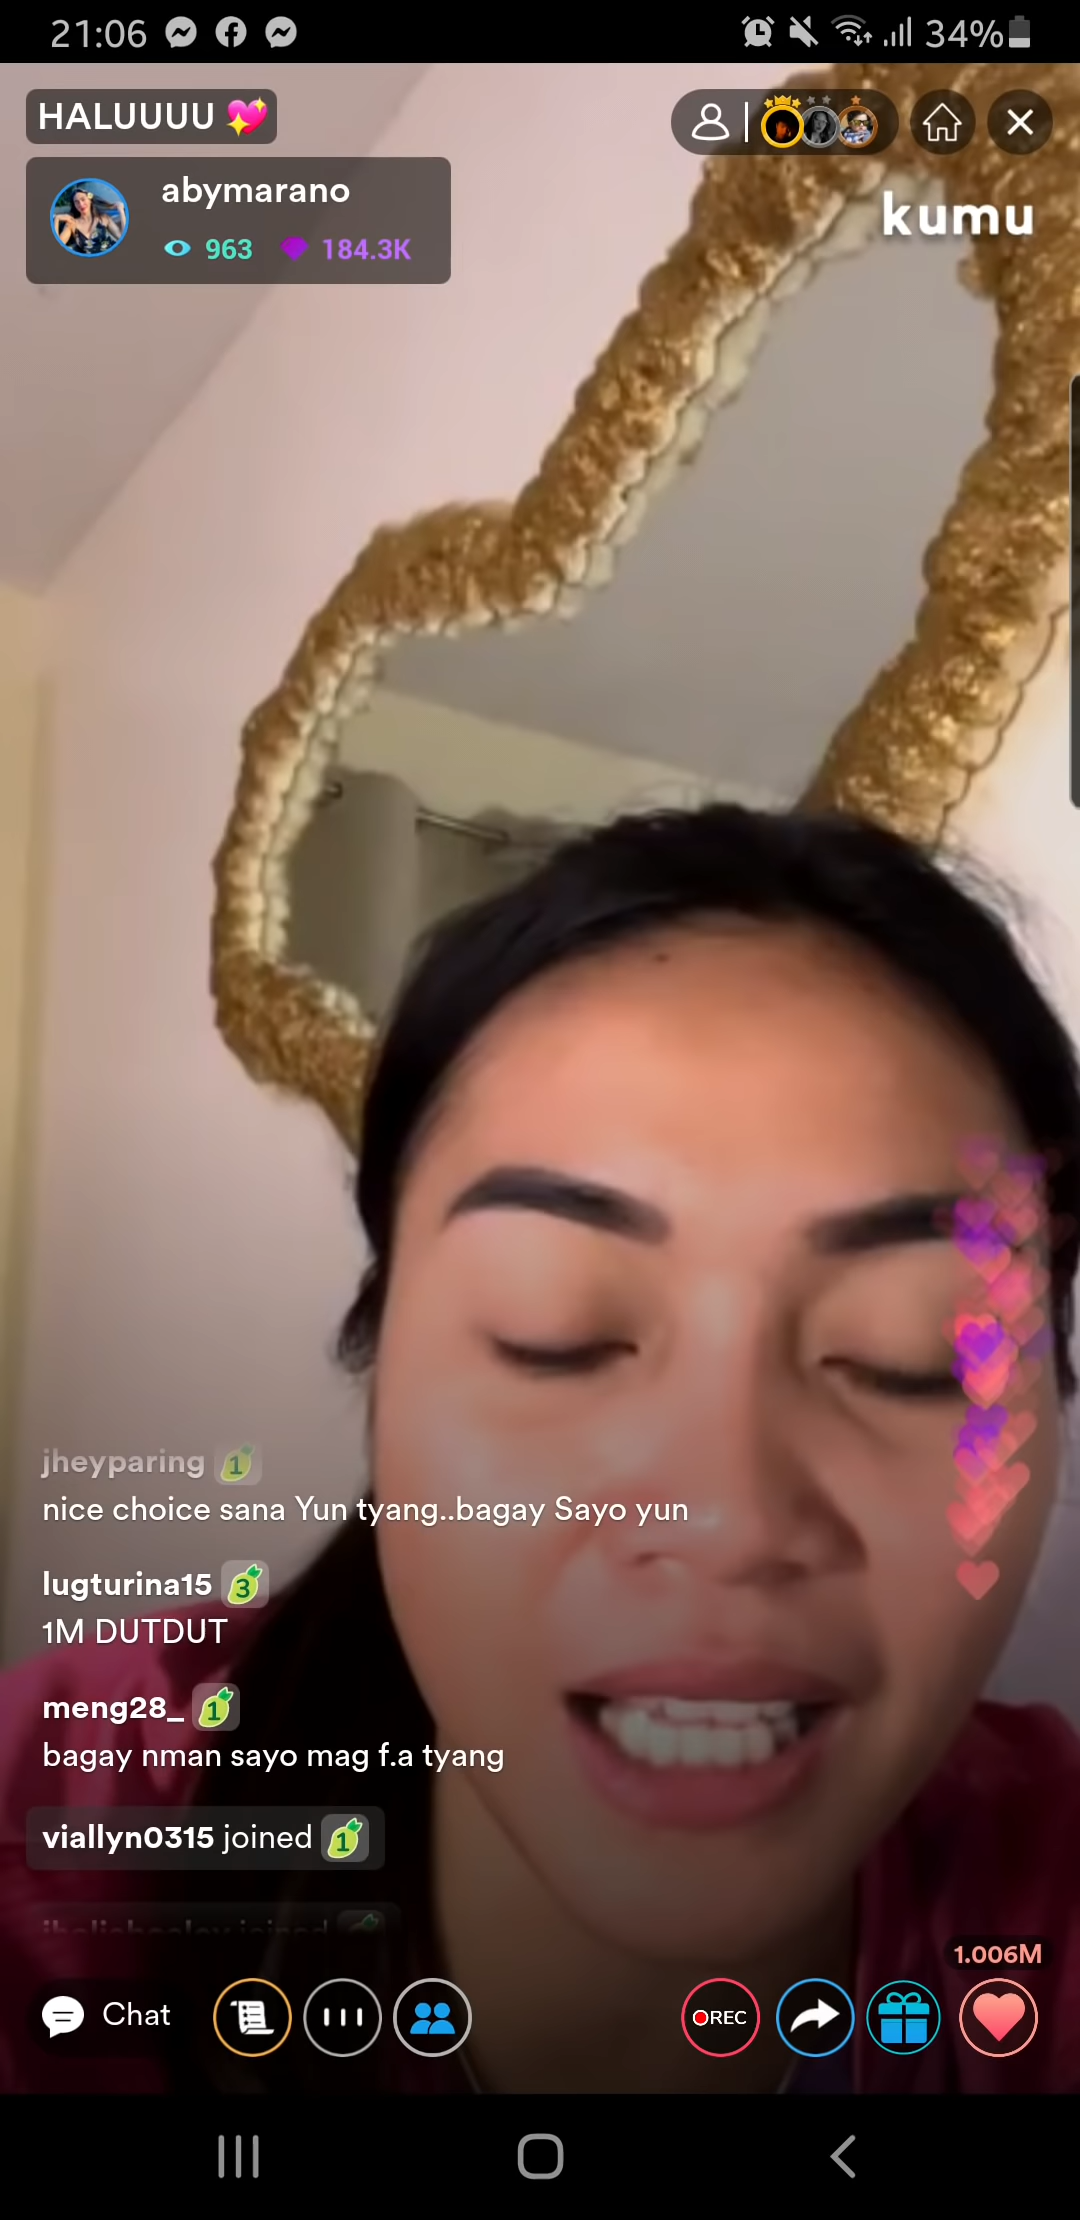 21:06
34%
HALUUUU 💖
abymarano
963 184.3K
kumu
jheyparing 1
nice choice sana Yun tyang..bagay Sayo yun
lugturina15 3
1M DUTDUT
meng28_ 1
bagay nman sayo mag f.a tyang
viallyn0315 joined 1
joined
1.006M
Chat
REC